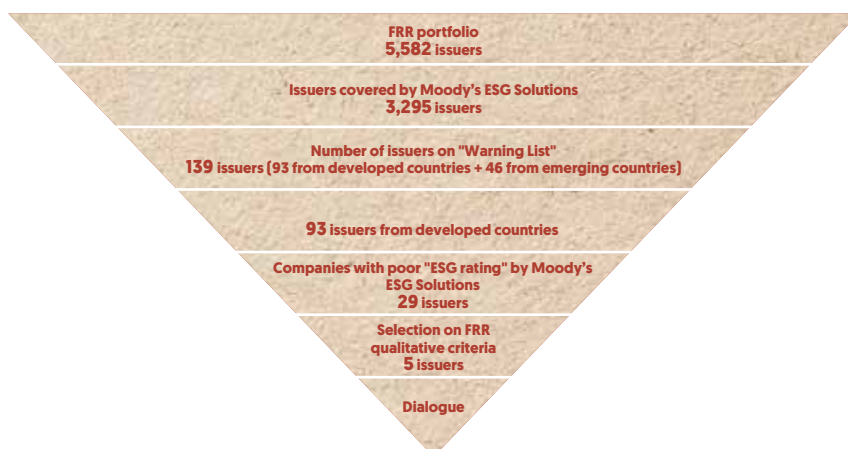 FRR portfolio
5,582 issuers
Issuers covered by Moody's ESG Solutions
3,295 issuers
Number of issuers on "Warning List"
139 issuers (93 from developed countries + 46 from emerging countries)
93 issuers from developed countries
Companies with poor "ESG rating" by Moody's
ESG Solutions
29 issuers
Selection on FRR
qualitative criteria
5 issuers
Dialogue